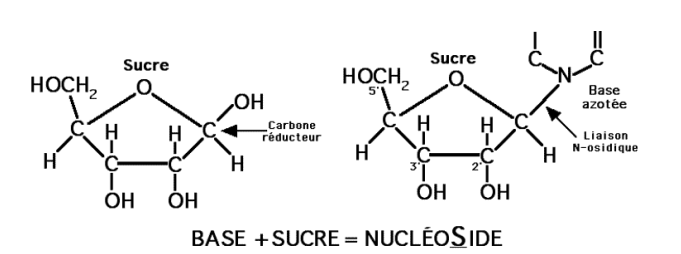 Sucre
O
HOCH2
OH
C
H
H
C
Carbone
réducteur
H
C
C
H
OH
OH
Sucre
O
HOCH2
5'
C
C
N
Base
azotée
C
H
H
C
Liaison
N-osidique
H
C
3'
C
2'
H
OH
OH
BASE + SUCRE = NUCLÉOSIDE